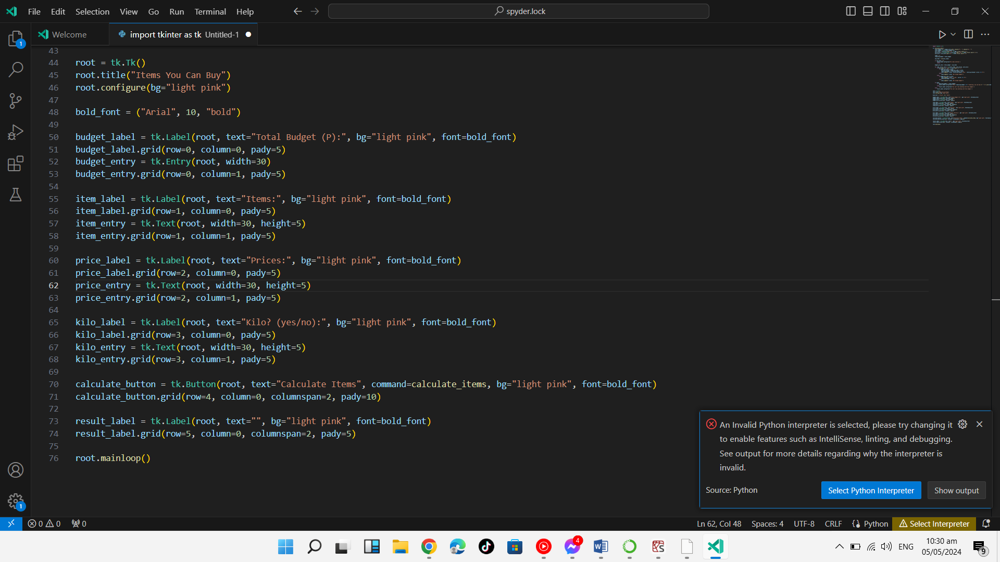 File Edit Selection View Go Run Terminal Help
spyder.lock
1
Welcome
import tkinter as tk Untitled-1
43
44 root = tk.Tk()
45 root.title("Items You Can Buy")
46 root.configure(bg="light pink")
47
48 bold_font = ("Arial", 10, "bold")
49
50 budget_label = tk.Label(root, text="Total Budget (P):", bg="light pink", font=bold_font)
51 budget_label.grid(row=0, column=0, pady=5)
52 budget_entry = tk.Entry(root, width=30)
53 budget_entry.grid(row=0, column=1, pady=5)
54
55 item_label = tk.Label(root, text="Items:", bg="light pink", font=bold_font)
56 item_label.grid(row=1, column=0, pady=5)
57 item_entry = tk.Text(root, width=30, height=5)
58 item_entry.grid(row=1, column=1, pady=5)
59
60 price_label = tk.Label(root, text="Prices:", bg="light pink", font=bold_font)
61 price_label.grid(row=2, column=0, pady=5)
62 price_entry = tk.Text(root, width=30, height=5)
63 price_entry.grid(row=2, column=1, pady=5)
64
65 kilo_label = tk.Label(root, text="Kilo? (yes/no):", bg="light pink", font=bold_font)
66 kilo_label.grid(row=3, column=0, pady=5)
67 kilo_entry = tk.Text(root, width=30, height=5)
68 kilo_entry.grid(row=3, column=1, pady=5)
69
70 calculate_button = tk.Button(root, text="Calculate Items", command=calculate_items, bg="light pink", font=bold_font)
71 calculate_button.grid(row=4, column=0, columnspan=2, pady=10)
72
73 result_label = tk.Label(root, text="", bg="light pink", font=bold_font)
74 result_label.grid(row=5, column=0, columnspan=2, pady=5)
75
76 root.mainloop()
An Invalid Python interpreter is selected, please try changing it
to enable features such as IntelliSense, linting, and debugging.
See output for more details regarding why the interpreter is
invalid.
Source: Python
Select Python Interpreter
Show output
1
0 0 0
Ln 62, Col 48 Spaces: 4 UTF-8 CRLF Python Select Interpreter
4
ENG
10:30 am
05/05/2024
9